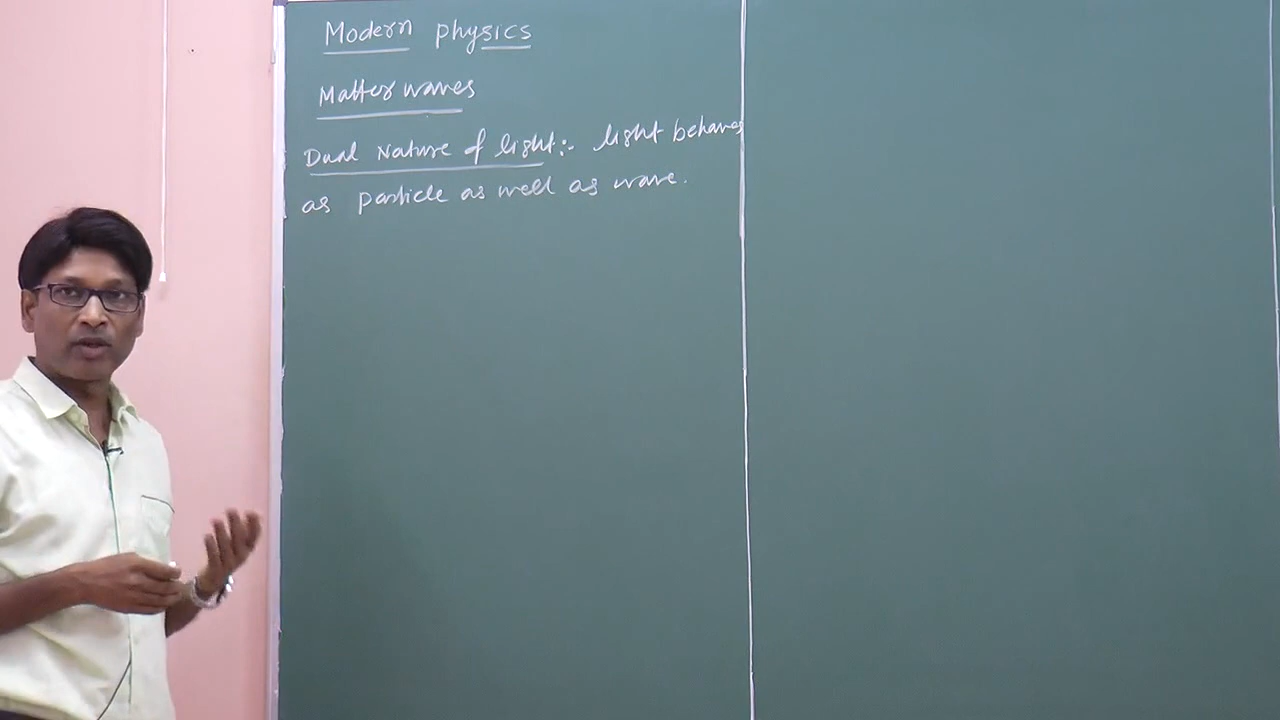 Modern physics
Matter waves
Dual Nature of light:- light behaves
as particle as well as wave.